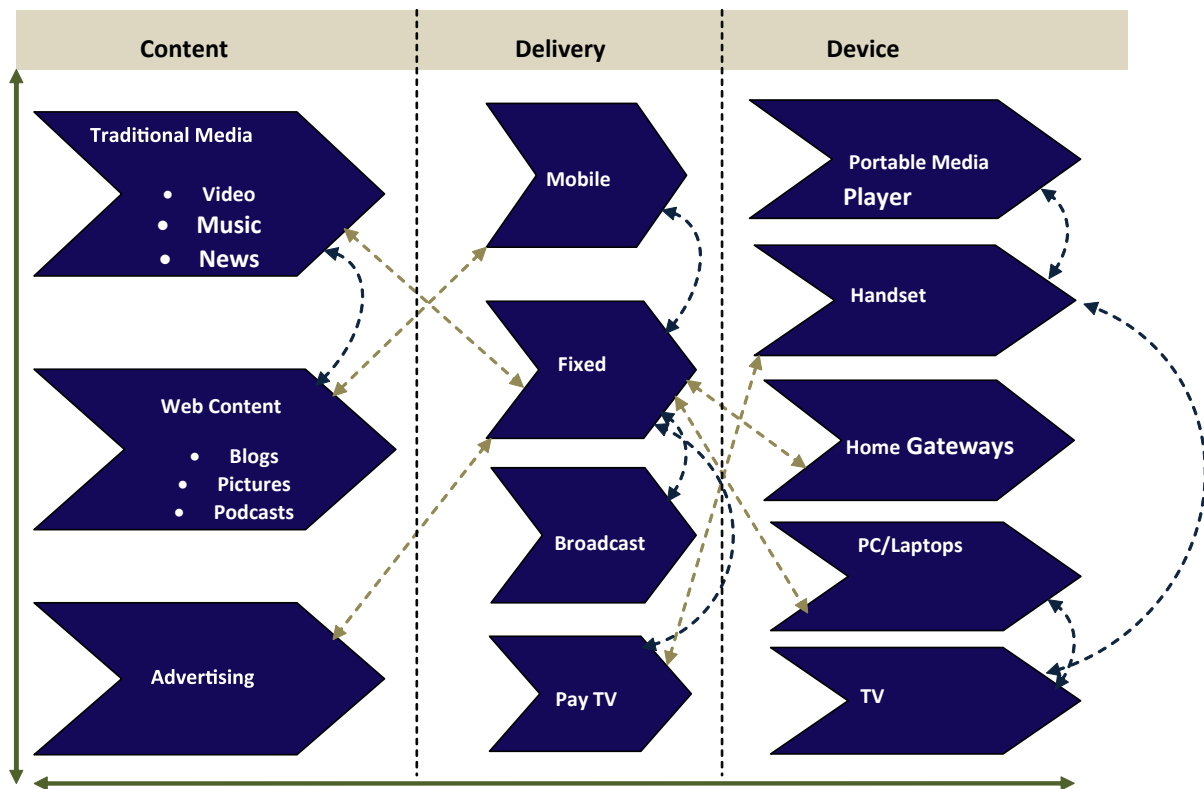 Content
Delivery
Device
Traditional Media
• Video
• Music
• News
Web Content
• Blogs
• Pictures
• Podcasts
Advertising
Mobile
Fixed
Broadcast
Pay TV
Portable Media
Player
Handset
Home Gateways
PC/Laptops
TV